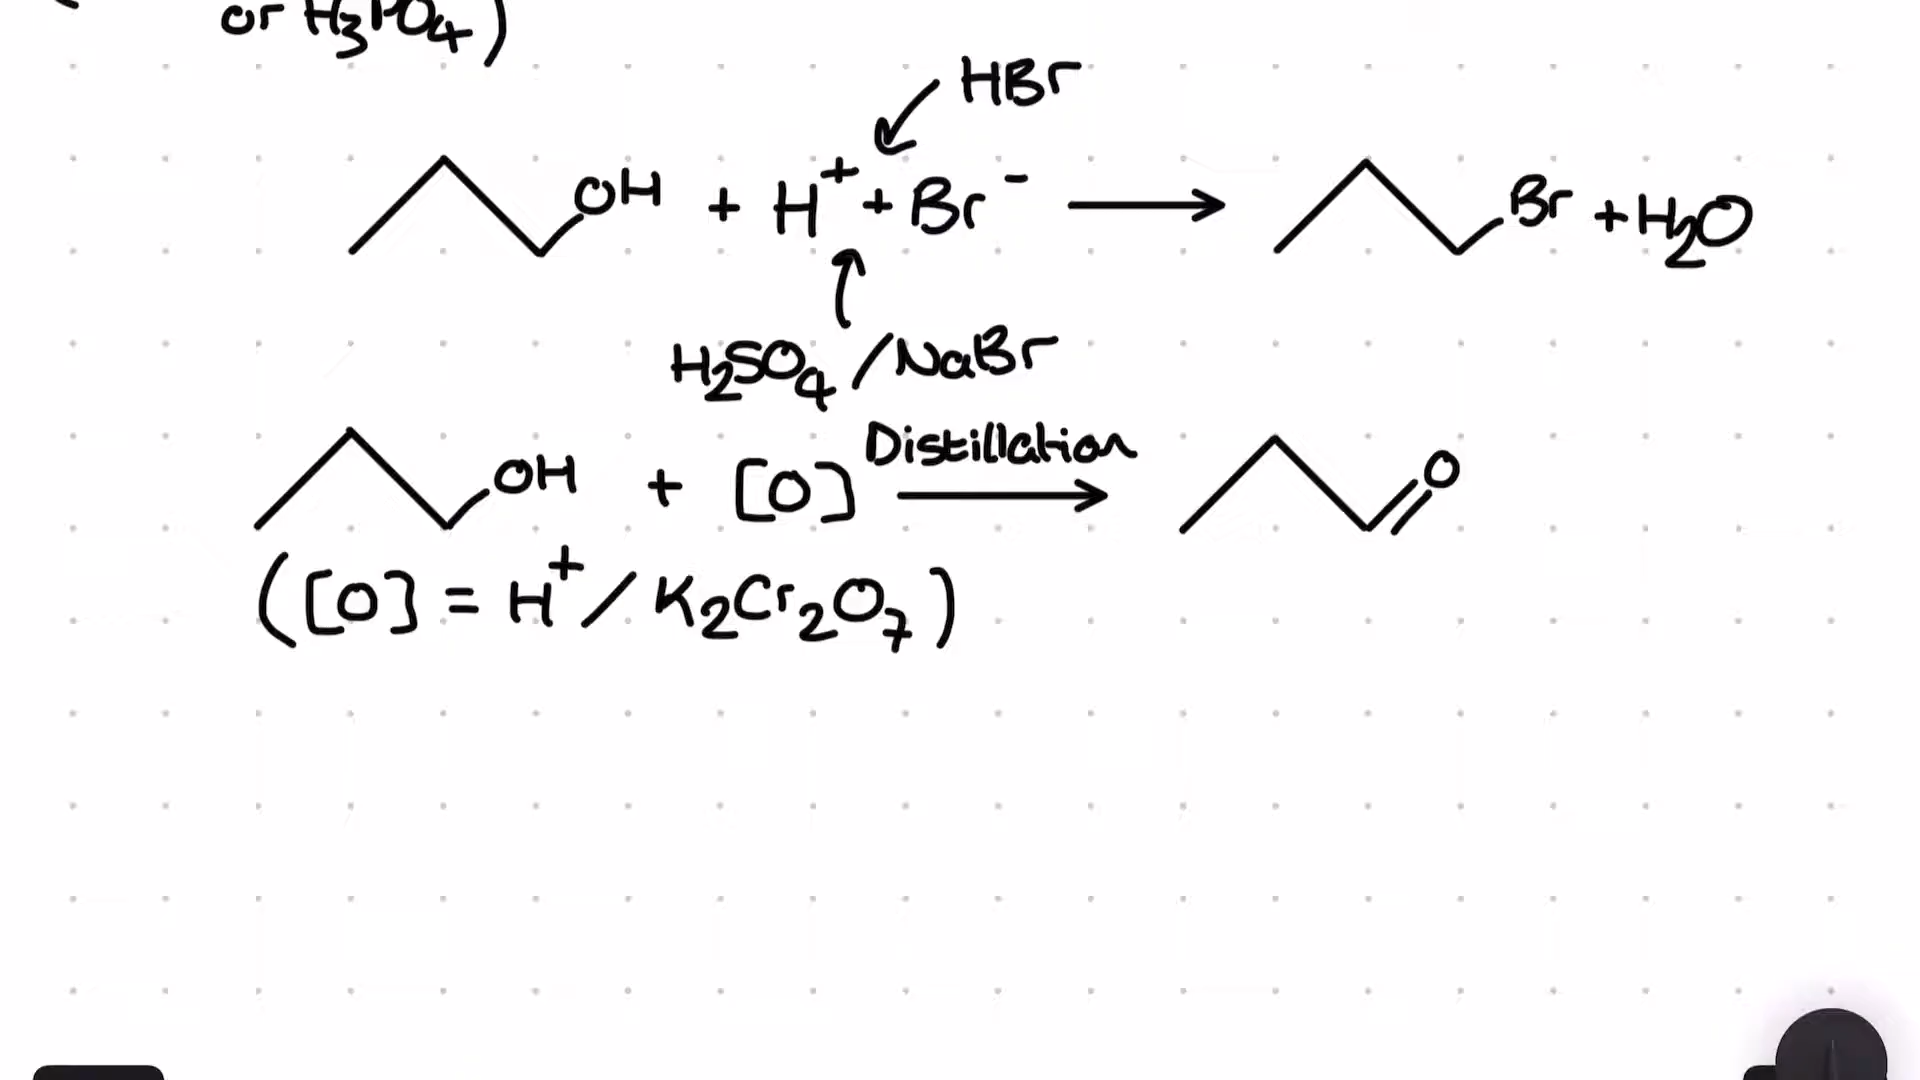 or H₃PO₄)
HBr
OH + H⁺ + Br⁻ → Br + H₂O
H₂SO₄ / NaBr
OH + [O] Distillation → O
([O] = H⁺ / K₂Cr₂O₇)